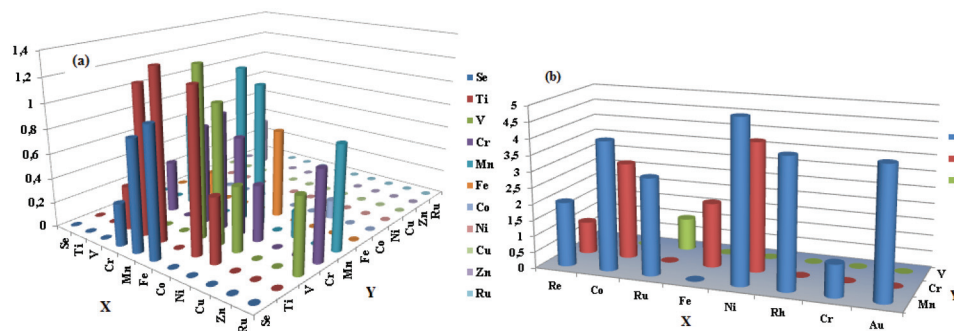 (a)
1,4
1,2
1
0,8
0,6
0,4
0,2
0
Se
Ti
V
Cr
Mn
Fe
Co
Ni
Cu
Zn
Ru
X
Se
Ti
V
Cr
Mn
Fe
Co
Ni
Cu
Zn
Ru
Y
Se
Ti
V
Cr
Mn
Fe
Co
Ni
Cu
Zn
Ru
(b)
5
4,5
4
3,5
3
2,5
2
1,5
1
0,5
0
Re
Co
Ru
Fe
Ni
Rh
Cr
Au
X
V
Cr
Mn
Y